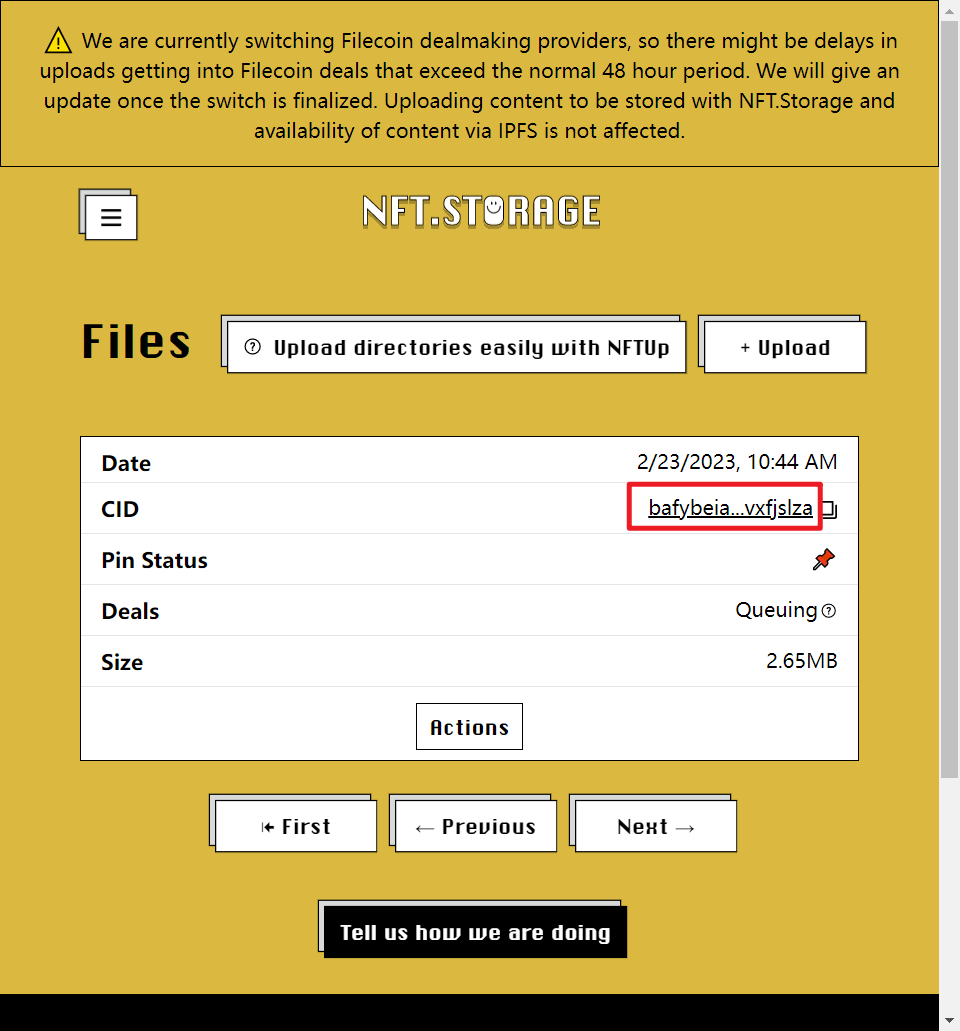 ⚠ We are currently switching Filecoin dealmaking providers, so there might be delays in
uploads getting into Filecoin deals that exceed the normal 48 hour period. We will give an
update once the switch is finalized. Uploading content to be stored with NFT.Storage and
availability of content via IPFS is not affected.
NFT.STORAGE
Files
Upload directories easily with NFTUp
+ Upload
Date 2/23/2023, 10:44 AM
CID bafybeia...vxfjslza
Pin Status
Deals Queuing
Size 2.65MB
Actions
⇤ First
← Previous
Next →
Tell us how we are doing